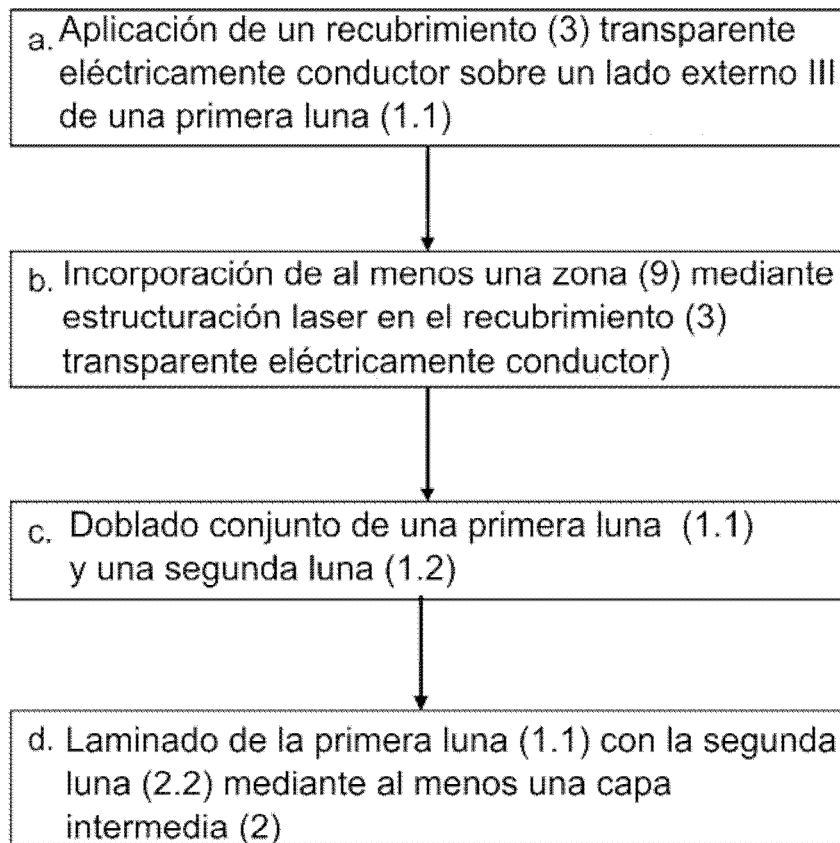 a. Aplicación de un recubrimiento (3) transparente
eléctricamente conductor sobre un lado externo III
de una primera luna (1.1)
b. Incorporación de al menos una zona (9) mediante
estructuración laser en el recubrimiento (3)
transparente eléctricamente conductor)
c. Doblado conjunto de una primera luna (1.1)
y una segunda luna (1.2)
d. Laminado de la primera luna (1.1) con la segunda
luna (2.2) mediante al menos una capa
intermedia (2)